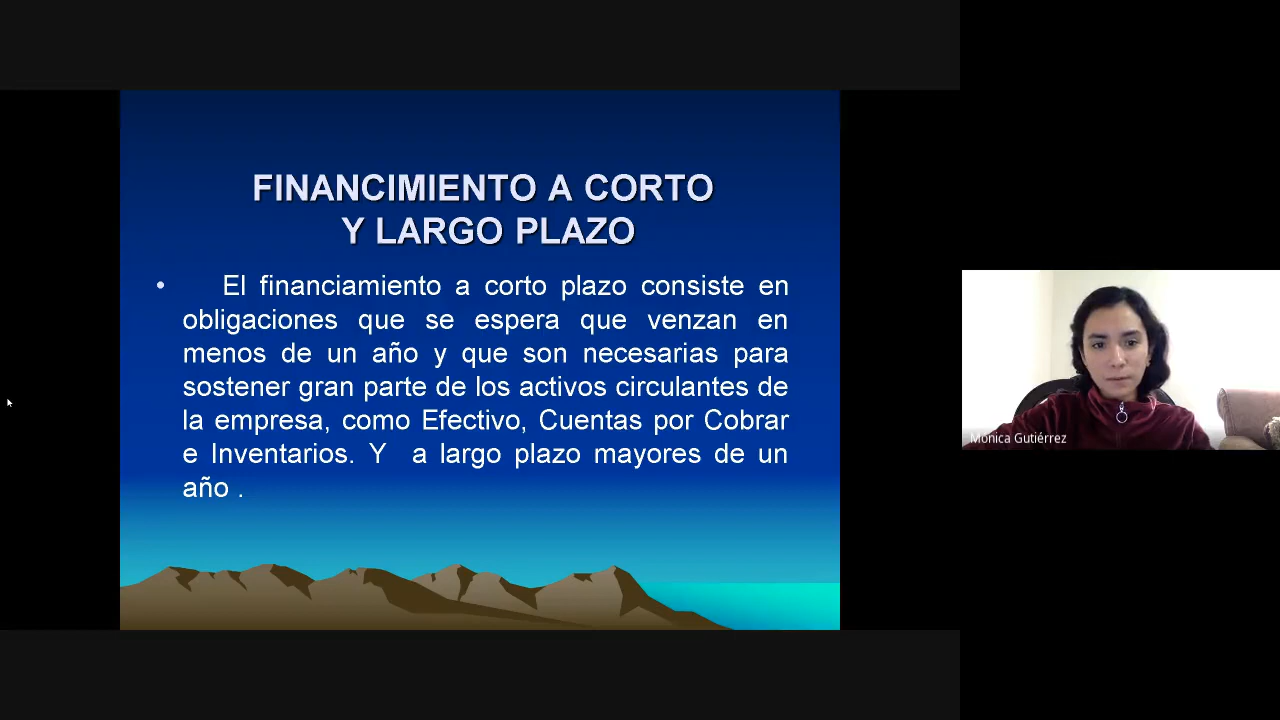 FINANCIMIENTO A CORTO
Y LARGO PLAZO
• El financiamiento a corto plazo consiste en
obligaciones que se espera que venzan en
menos de un año y que son necesarias para
sostener gran parte de los activos circulantes de
la empresa, como Efectivo, Cuentas por Cobrar
e Inventarios. Y a largo plazo mayores de un
año .
Mónica Gutiérrez